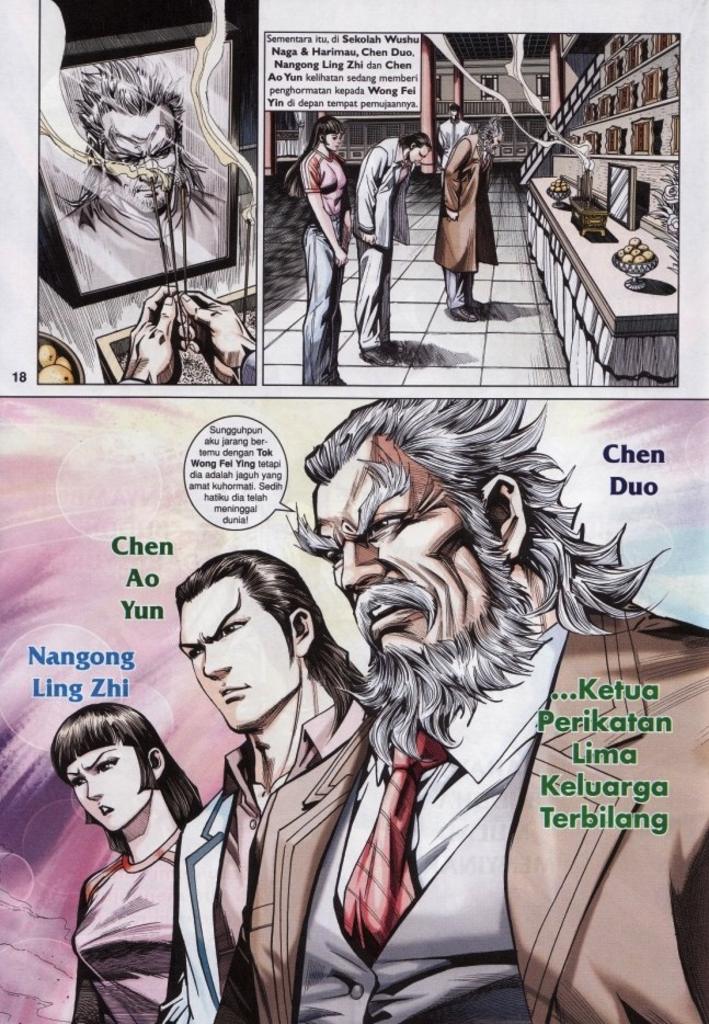 Sementara itu, di Sekolah Wushu
Naga & Harimau, Chen Duo,
Nangong Ling Zhi dan Chen
Ao Yun kelihatan sedang memberi
penghormatan kepada Wong Fei
Yin di depan tempat pemujaannya.
18
Sungguhpun
aku jarang ber-
temu dengan Tok
Wong Fei Ying tetapi
dia adalah jaguh yang
amat kuhormati. Sedih
hatiku dia telah
meninggal
dunia!
Chen
Duo
Chen
Ao
Yun
Nangong
Ling Zhi
...Ketua
Perikatan
Lima
Keluarga
Terbilang